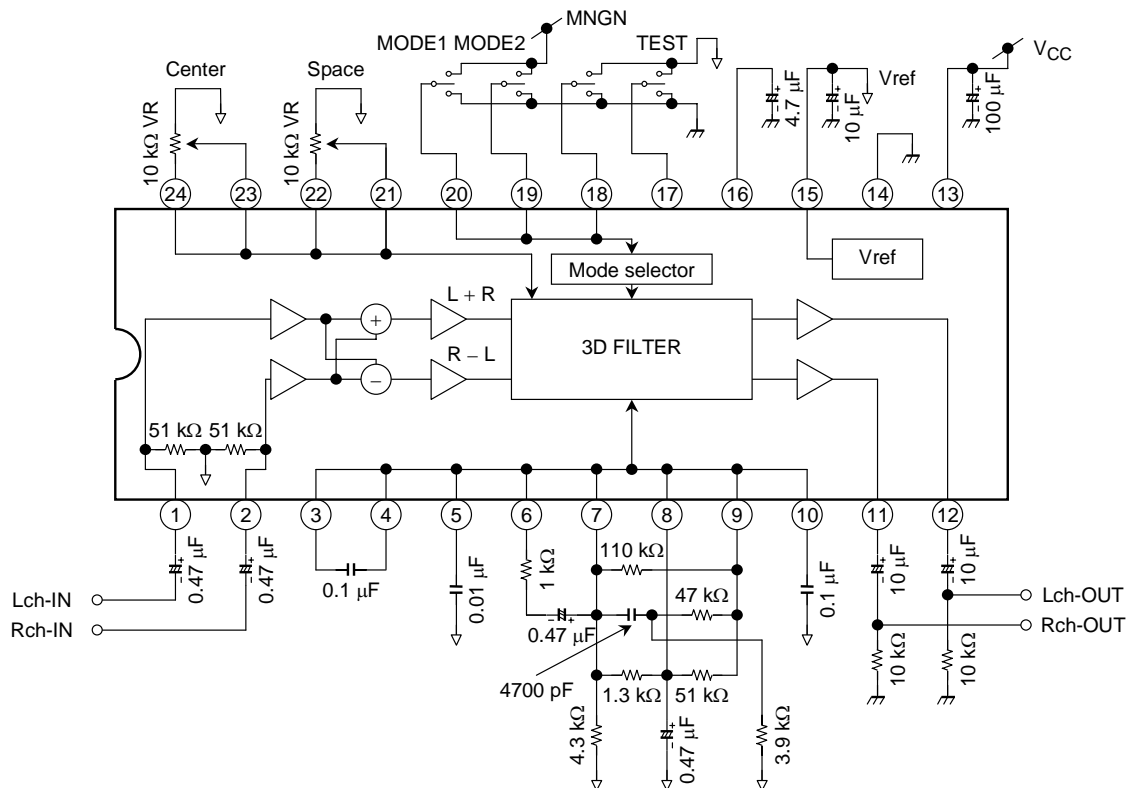 MNGN
MODE1 MODE2
TEST
VCC
Center
Space
Vref
10 kΩ VR
10 kΩ VR
4.7 μF
10 μF
100 μF
24
23
22
21
20
19
18
17
16
15
14
13
Vref
Mode selector
L + R
+
3D FILTER
R − L
−
51 kΩ
51 kΩ
1
2
3
4
5
6
7
8
9
10
11
12
0.47 μF
0.47 μF
0.1 μF
0.01 μF
1 kΩ
110 kΩ
0.1 μF
10 μF
10 μF
Lch-IN
Rch-IN
0.47 μF
47 kΩ
Lch-OUT
Rch-OUT
4700 pF
1.3 kΩ
51 kΩ
10 kΩ
10 kΩ
4.3 kΩ
0.47 μF
3.9 kΩ